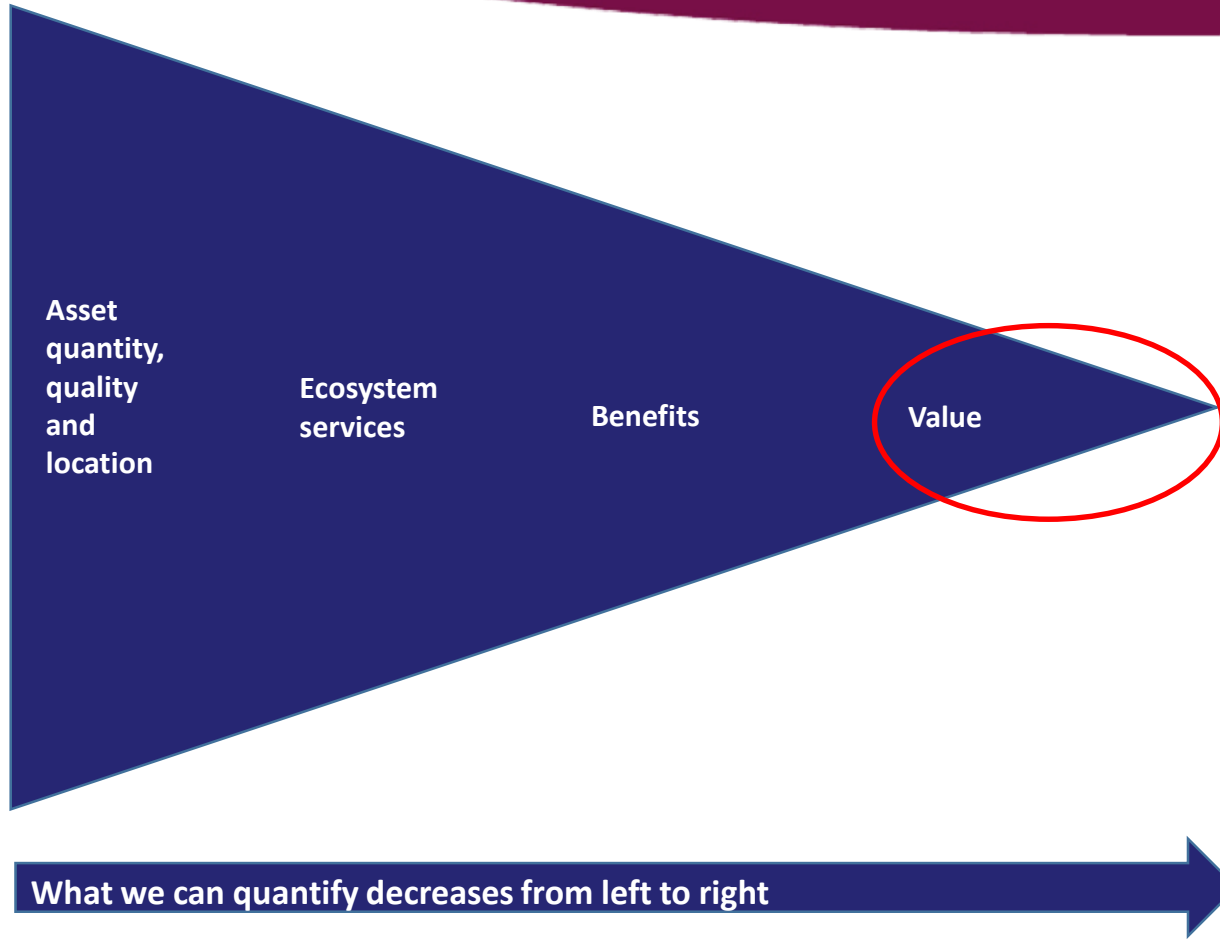 Asset
quantity,
quality
and
location
Ecosystem
services
Benefits
Value
What we can quantify decreases from left to right